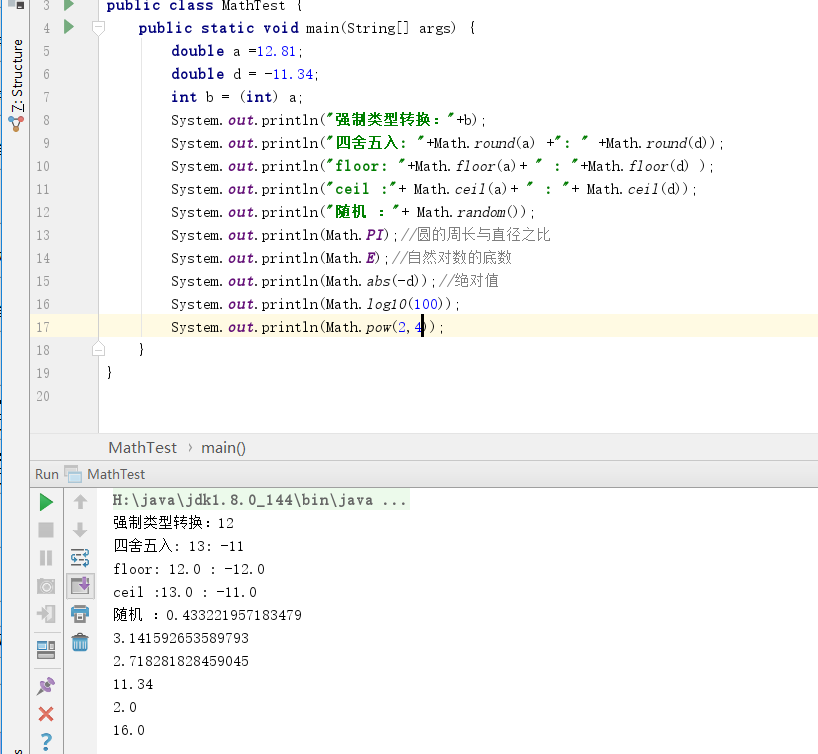 3 public class MathTest {
4 public static void main(String[] args) {
5 double a =12.81;
6 double d = -11.34;
7 int b = (int) a;
8 System.out.println("强制类型转换："+b);
9 System.out.println("四舍五入: "+Math.round(a) +": " +Math.round(d));
10 System.out.println("floor: "+Math.floor(a)+ " : "+Math.floor(d) );
11 System.out.println("ceil :"+ Math.ceil(a)+ " : "+ Math.ceil(d));
12 System.out.println("随机 ："+ Math.random());
13 System.out.println(Math.PI);//圆的周长与直径之比
14 System.out.println(Math.E);//自然对数的底数
15 System.out.println(Math.abs(-d));//绝对值
16 System.out.println(Math.log10(100));
17 System.out.println(Math.pow(2,4));
18 }
19 }
20
Z: Structure
MathTest › main()
Run MathTest
H:\java\jdk1.8.0_144\bin\java ...
强制类型转换：12
四舍五入: 13: -11
floor: 12.0 : -12.0
ceil :13.0 : -11.0
随机 ：0.433221957183479
3.141592653589793
2.718281828459045
11.34
2.0
16.0